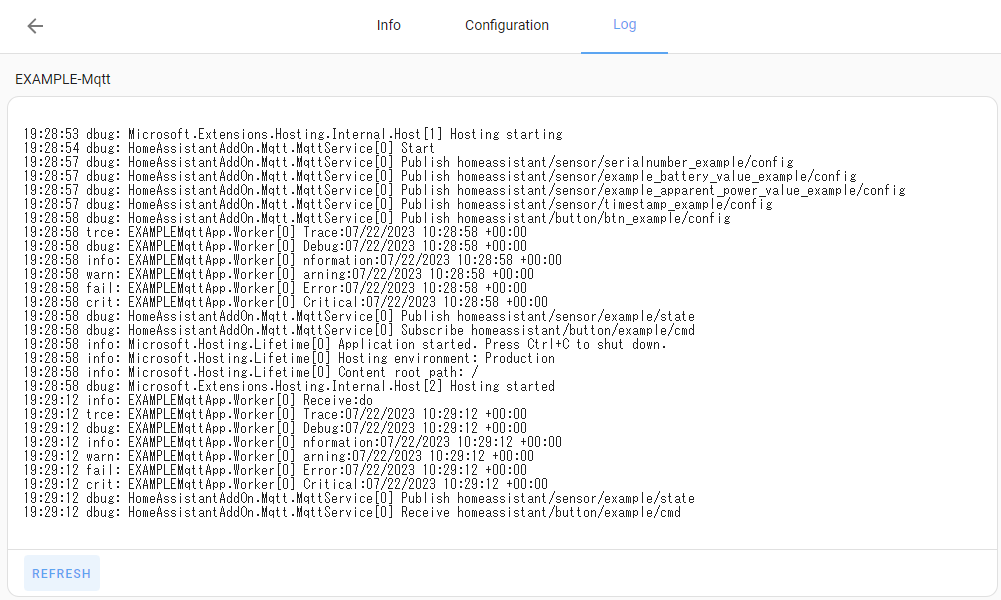 Info
Configuration
Log
EXAMPLE-Mqtt
19:28:53 dbug: Microsoft.Extensions.Hosting.Internal.Host[1] Hosting starting
19:28:54 dbug: HomeAssistantAddOn.Mqtt.MqttService[0] Start
19:28:57 dbug: HomeAssistantAddOn.Mqtt.MqttService[0] Publish homeassistant/sensor/serialnumber_example/config
19:28:57 dbug: HomeAssistantAddOn.Mqtt.MqttService[0] Publish homeassistant/sensor/example_battery_value_example/config
19:28:57 dbug: HomeAssistantAddOn.Mqtt.MqttService[0] Publish homeassistant/sensor/example_apparent_power_value_example/config
19:28:57 dbug: HomeAssistantAddOn.Mqtt.MqttService[0] Publish homeassistant/sensor/timestamp_example/config
19:28:58 dbug: HomeAssistantAddOn.Mqtt.MqttService[0] Publish homeassistant/button/btn_example/config
19:28:58 trce: EXAMPLEMqttApp.Worker[0] Trace:07/22/2023 10:28:58 +00:00
19:28:58 dbug: EXAMPLEMqttApp.Worker[0] Debug:07/22/2023 10:28:58 +00:00
19:28:58 info: EXAMPLEMqttApp.Worker[0] nformation:07/22/2023 10:28:58 +00:00
19:28:58 warn: EXAMPLEMqttApp.Worker[0] arning:07/22/2023 10:28:58 +00:00
19:28:58 fail: EXAMPLEMqttApp.Worker[0] Error:07/22/2023 10:28:58 +00:00
19:28:58 crit: EXAMPLEMqttApp.Worker[0] Critical:07/22/2023 10:28:58 +00:00
19:28:58 dbug: HomeAssistantAddOn.Mqtt.MqttService[0] Publish homeassistant/sensor/example/state
19:28:58 dbug: HomeAssistantAddOn.Mqtt.MqttService[0] Subscribe homeassistant/button/example/cmd
19:28:58 info: Microsoft.Hosting.Lifetime[0] Application started. Press Ctrl+C to shut down.
19:28:58 info: Microsoft.Hosting.Lifetime[0] Hosting environment: Production
19:28:58 info: Microsoft.Hosting.Lifetime[0] Content root path: /
19:28:58 dbug: Microsoft.Extensions.Hosting.Internal.Host[2] Hosting started
19:29:12 info: EXAMPLEMqttApp.Worker[0] Receive:do
19:29:12 trce: EXAMPLEMqttApp.Worker[0] Trace:07/22/2023 10:29:12 +00:00
19:29:12 dbug: EXAMPLEMqttApp.Worker[0] Debug:07/22/2023 10:29:12 +00:00
19:29:12 info: EXAMPLEMqttApp.Worker[0] nformation:07/22/2023 10:29:12 +00:00
19:29:12 warn: EXAMPLEMqttApp.Worker[0] arning:07/22/2023 10:29:12 +00:00
19:29:12 fail: EXAMPLEMqttApp.Worker[0] Error:07/22/2023 10:29:12 +00:00
19:29:12 crit: EXAMPLEMqttApp.Worker[0] Critical:07/22/2023 10:29:12 +00:00
19:29:12 dbug: HomeAssistantAddOn.Mqtt.MqttService[0] Publish homeassistant/sensor/example/state
19:29:12 dbug: HomeAssistantAddOn.Mqtt.MqttService[0] Receive homeassistant/button/example/cmd
REFRESH